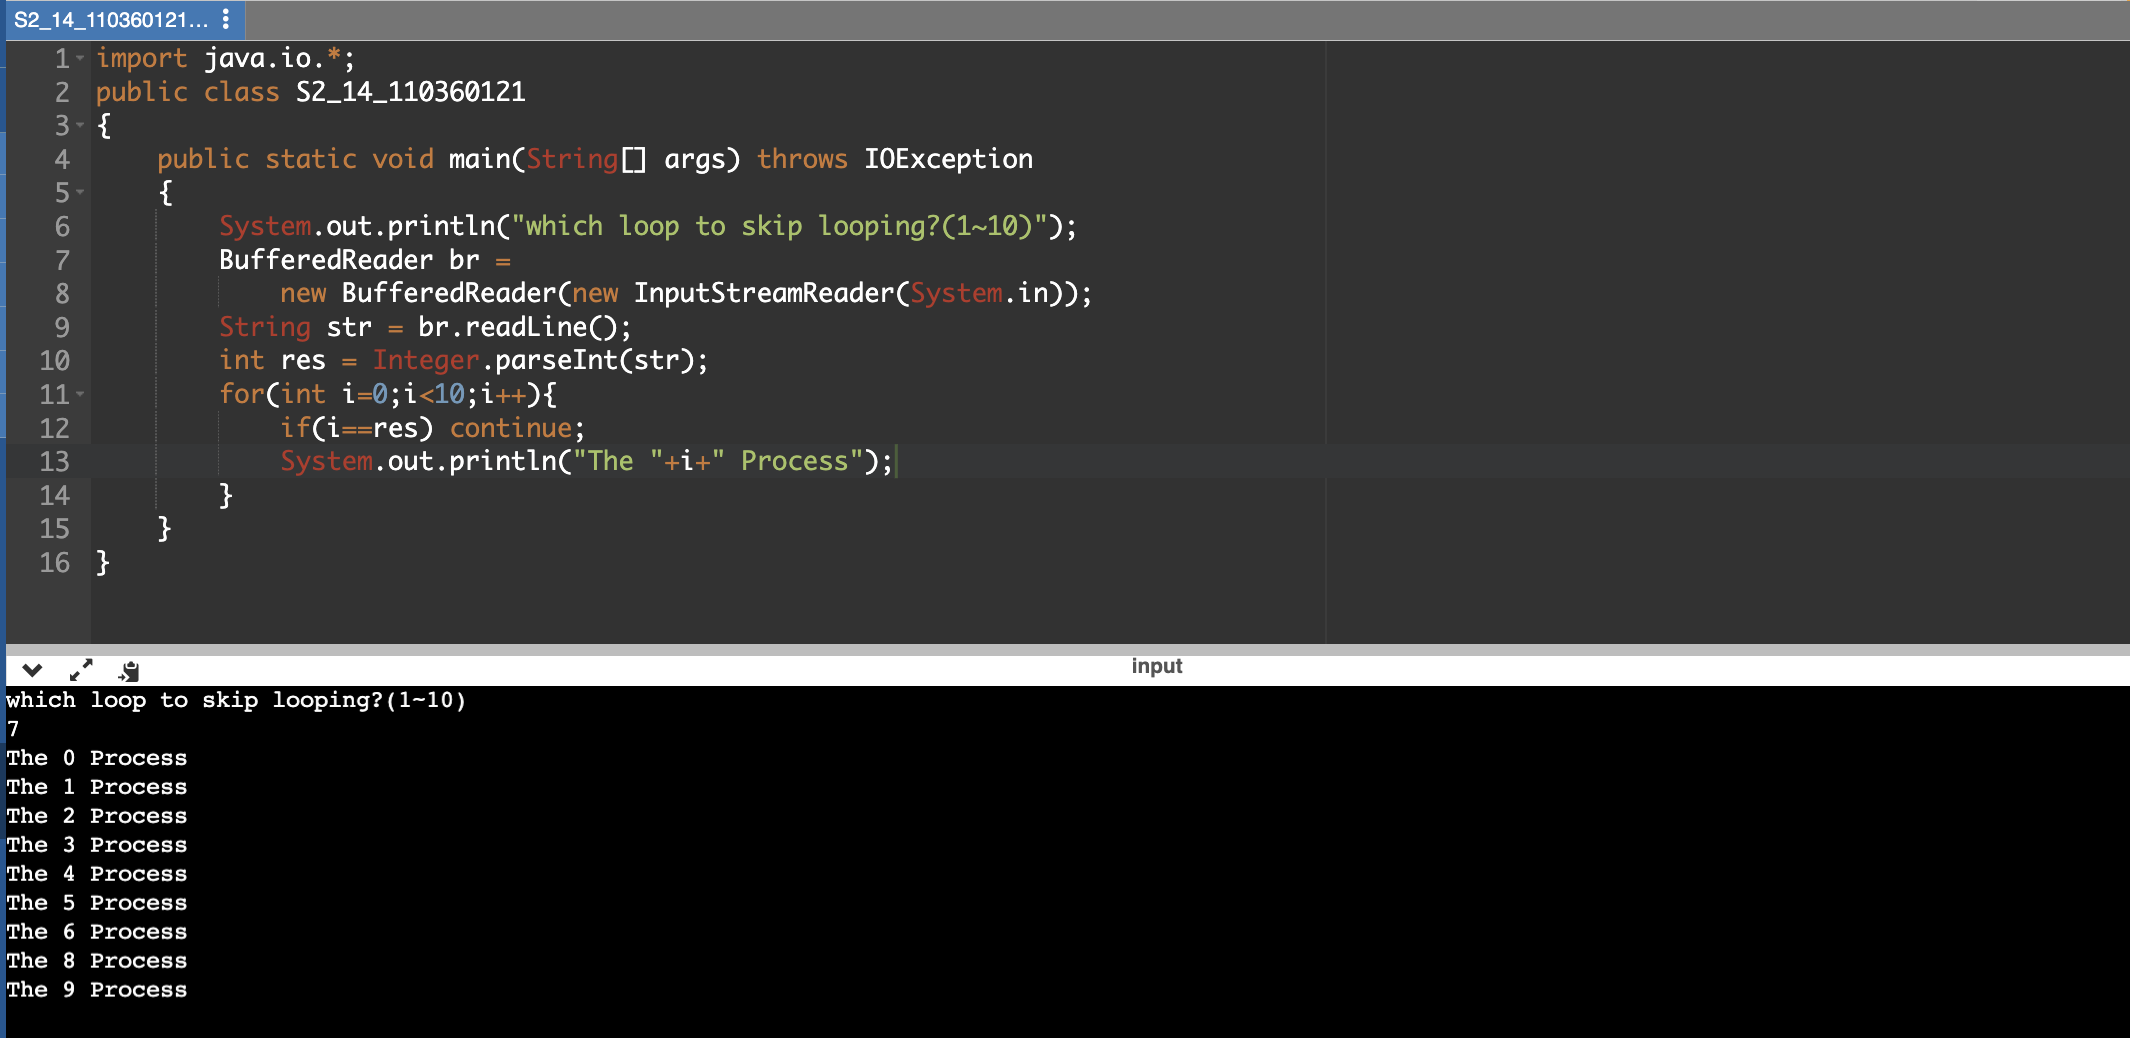 S2_14_110360121...
1 import java.io.*;
2 public class S2_14_110360121
3 {
4     public static void main(String[] args) throws IOException
5     {
6         System.out.println("which loop to skip looping?(1~10)");
7         BufferedReader br =
8             new BufferedReader(new InputStreamReader(System.in));
9         String str = br.readLine();
10         int res = Integer.parseInt(str);
11         for(int i=0;i<10;i++){
12             if(i==res) continue;
13             System.out.println("The "+i+" Process");
14         }
15     }
16 }
input
which loop to skip looping?(1~10)
7
The 0 Process
The 1 Process
The 2 Process
The 3 Process
The 4 Process
The 5 Process
The 6 Process
The 8 Process
The 9 Process